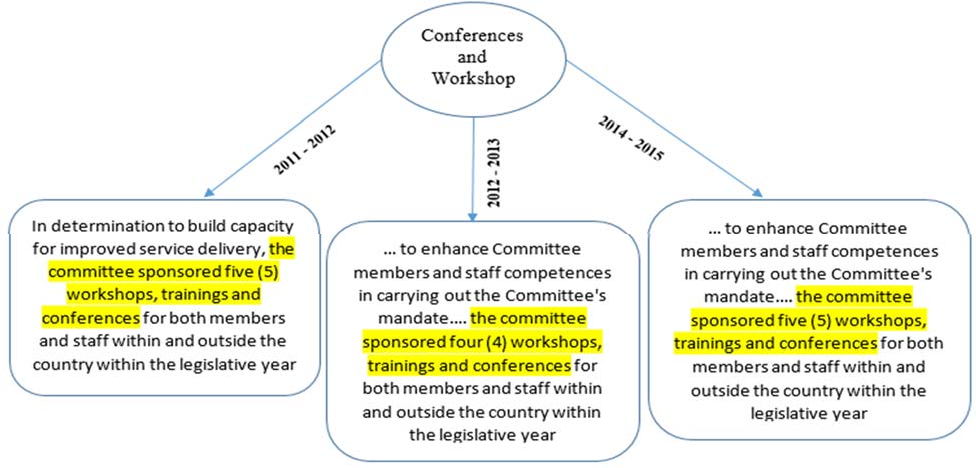 Conferences
and
Workshop
2011 - 2012
2012 - 2013
2014 - 2015
In determination to build capacity
for improved service delivery, the
committee sponsored five (5)
workshops, trainings and
conferences for both members
and staff within and outside the
country within the legislative year
... to enhance Committee
members and staff competences
in carrying out the Committee's
mandate.... the committee
sponsored four (4) workshops,
trainings and conferences for
both members and staff within
and outside the country within
the legislative year
... to enhance Committee
members and staff competences
in carrying out the Committee's
mandate.... the committee
sponsored five (5) workshops,
trainings and conferences for both
members and staff within and
outside the country within the
legislative year